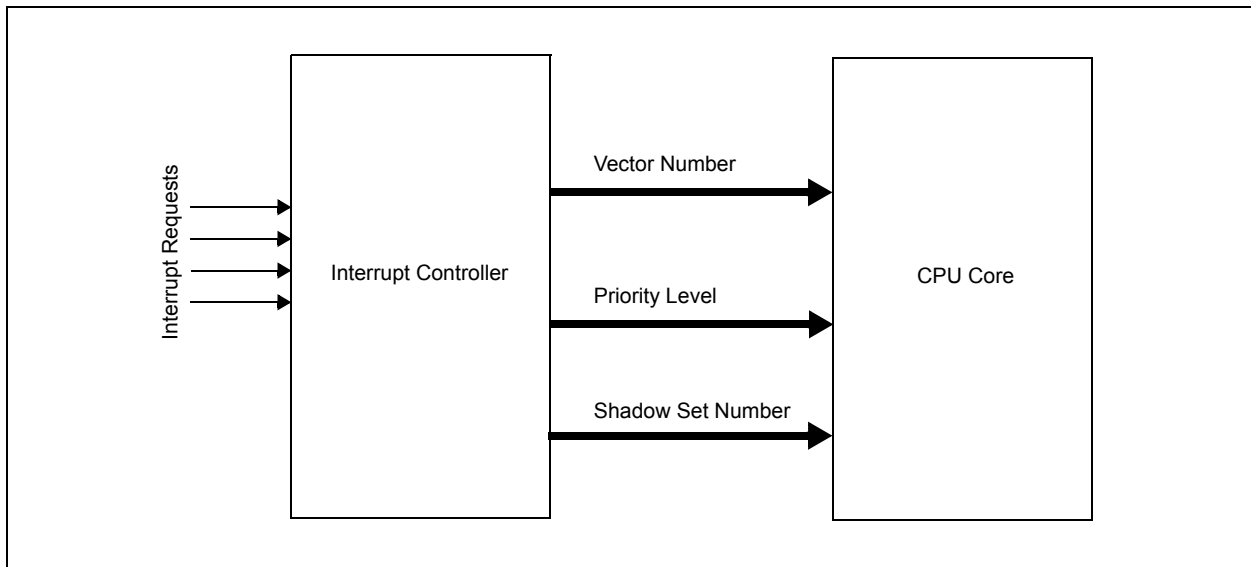 Interrupt Requests
Interrupt Controller
Vector Number
Priority Level
Shadow Set Number
CPU Core